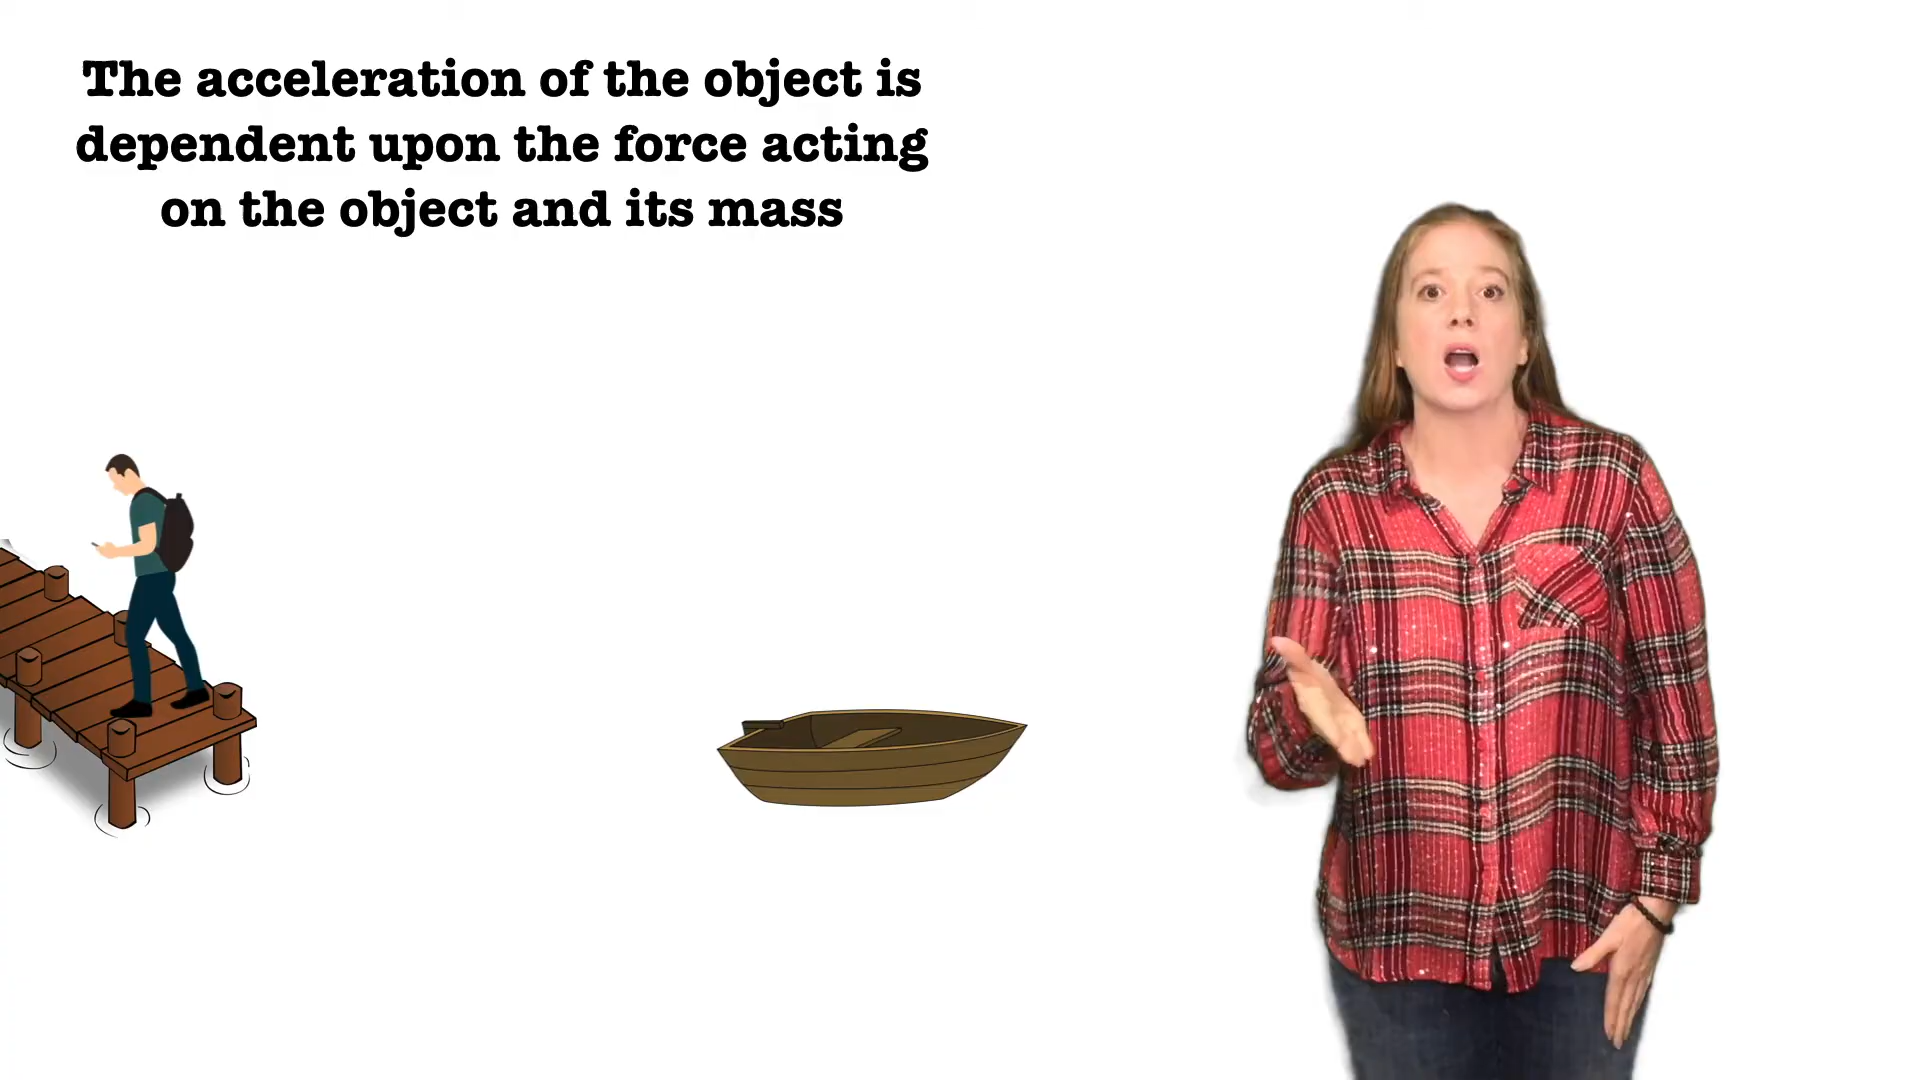 The acceleration of the object is
dependent upon the force acting
on the object and its mass